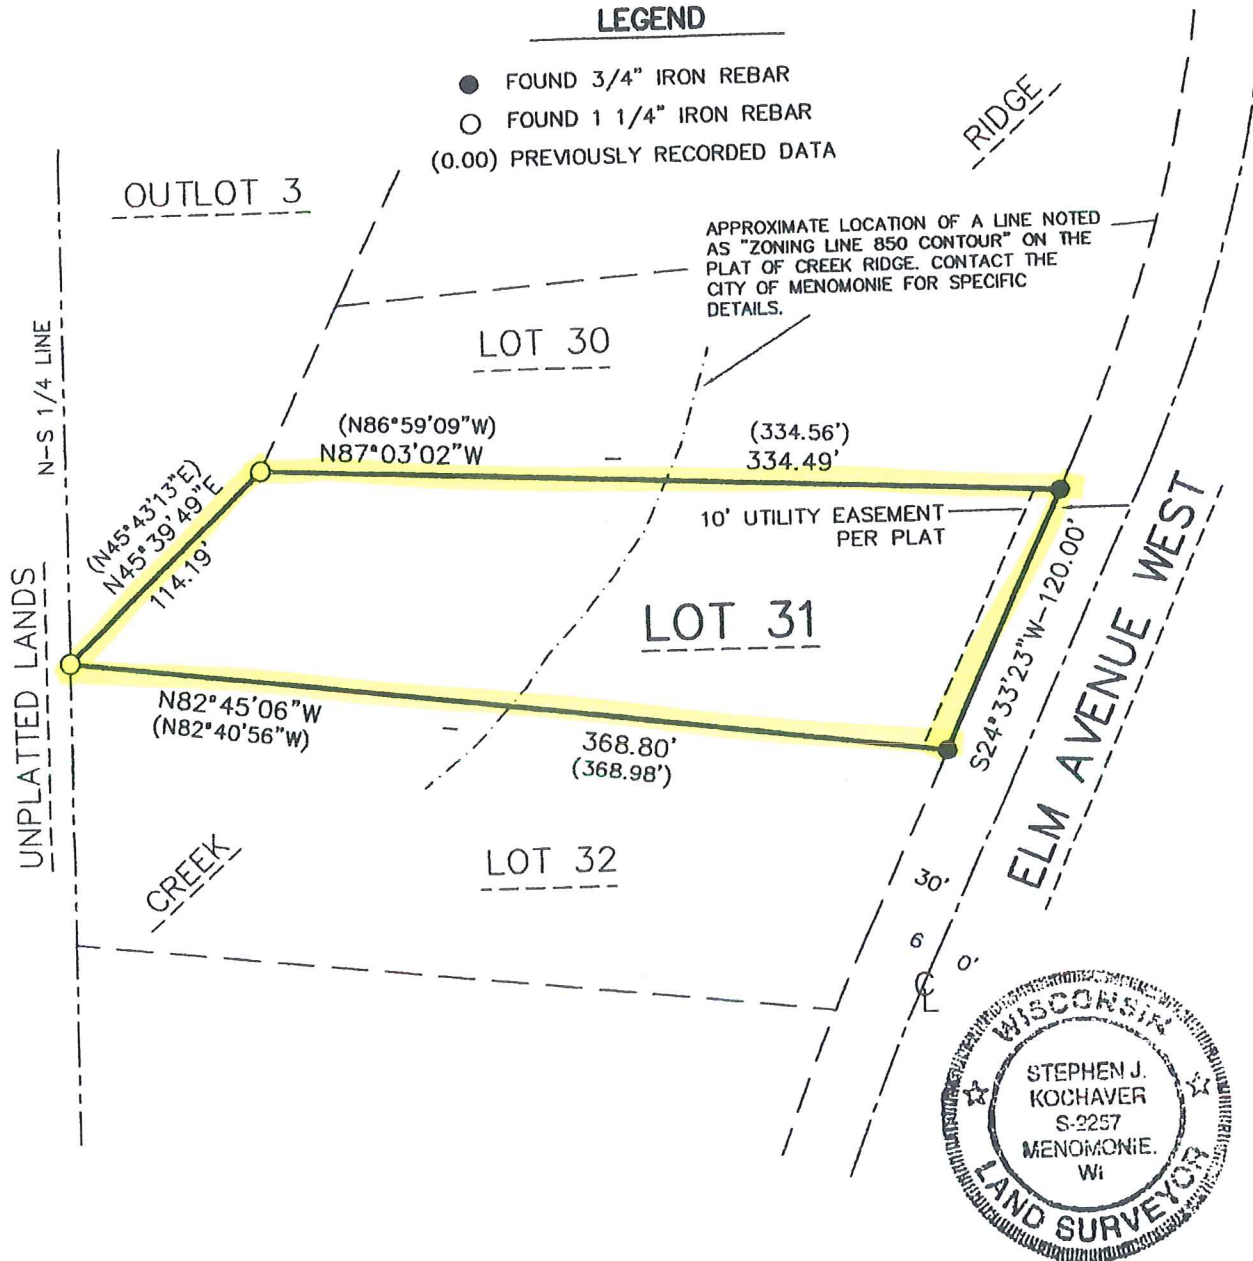 LEGEND
FOUND 3/4" IRON REBAR
FOUND 1 1/4" IRON REBAR
(0.00) PREVIOUSLY RECORDED DATA
RIDGE
OUTLOT 3
APPROXIMATE LOCATION OF A LINE NOTED
AS "ZONING LINE 850 CONTOUR" ON THE
PLAT OF CREEK RIDGE. CONTACT THE
CITY OF MENOMONIE FOR SPECIFIC
DETAILS.
N-S 1/4 LINE
LOT 30
(N86°59'09"W)
N87°03'02"W
–
(334.56')
334.49'
(N45°43'13"E)
N45°39'49"E
114.19'
10' UTILITY EASEMENT
PER PLAT
S24°33'23"W-120.00'
ELM AVENUE WEST
LOT 31
UNPLATTED LANDS
N82°45'06"W
(N82°40'56"W)
–
368.80'
(368.98')
CREEK
LOT 32
30'
60'
CL
WISCONSIN
STEPHEN J.
KOCHAVER
S-2257
MENOMONIE.
Wi
LAND SURVEYOR